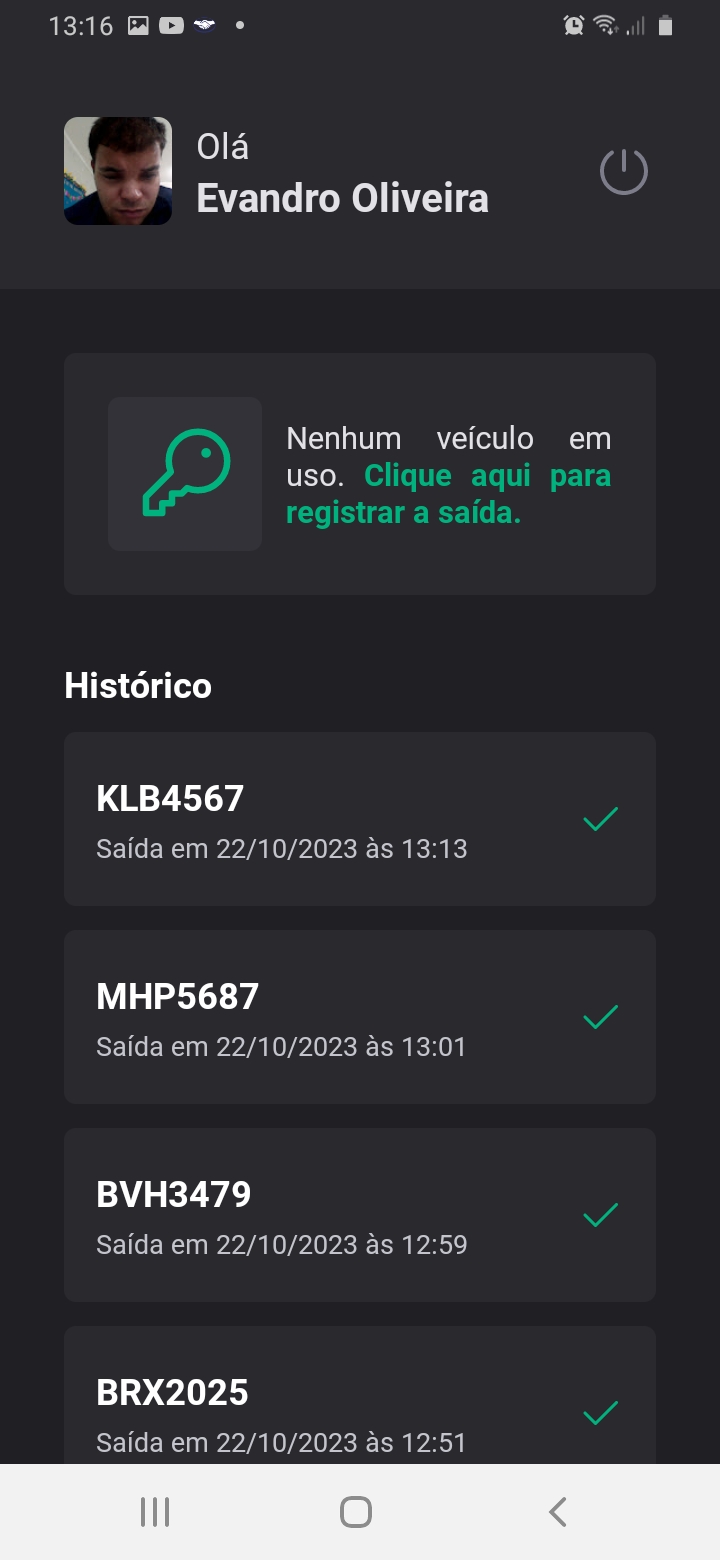 13:16
Olá
Evandro Oliveira
Nenhum veículo em
uso. Clique aqui para
registrar a saída.
Histórico
KLB4567
Saída em 22/10/2023 às 13:13
MHP5687
Saída em 22/10/2023 às 13:01
BVH3479
Saída em 22/10/2023 às 12:59
BRX2025
Saída em 22/10/2023 às 12:51